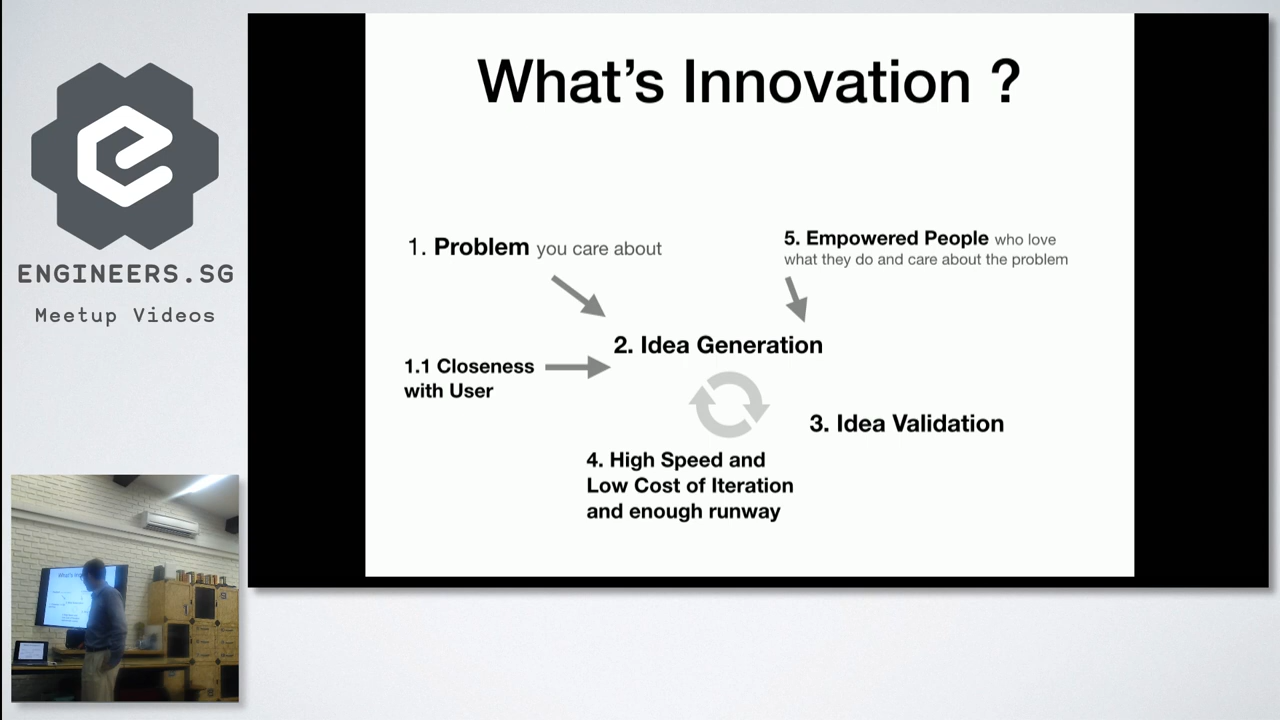 ENGINEERS.SG
Meetup Videos
What's Innovation ?
1. Problem you care about
5. Empowered People who love
what they do and care about the problem
2. Idea Generation
1.1 Closeness
with User
3. Idea Validation
4. High Speed and
Low Cost of Iteration
and enough runway